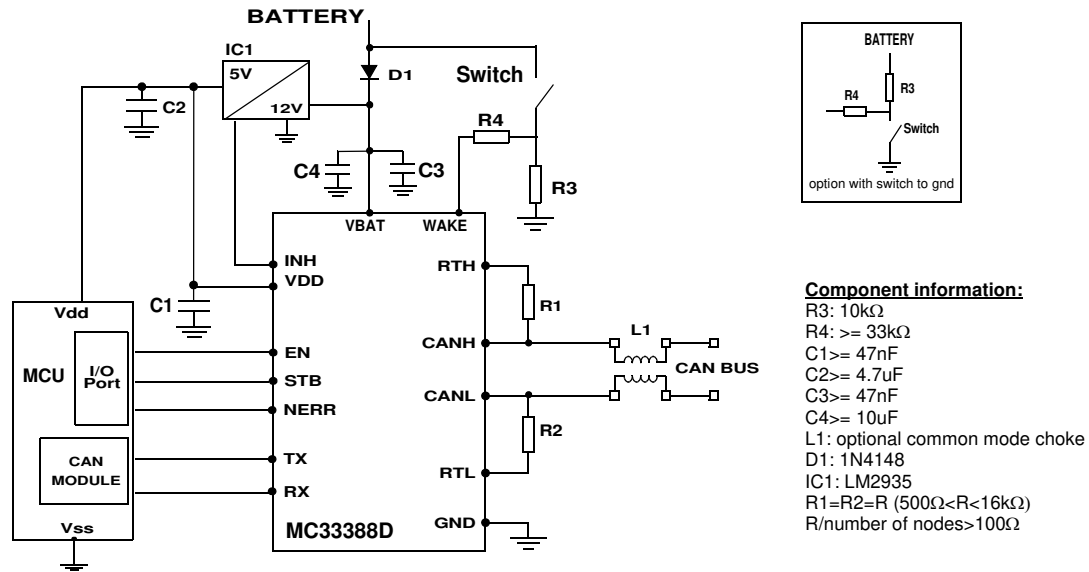 BATTERY
IC1
5V
12V
D1
Switch
C2
R4
C4
C3
R3
VBAT
WAKE
INH
VDD
RTH
C1
R1
Vdd
MCU
I/O
Port
EN
CANH
L1
CAN BUS
STB
CANL
NERR
R2
CAN
MODULE
TX
RTL
RX
Vss
MC33388D
GND
BATTERY
R3
R4
Switch
option with switch to gnd
Component information:
R3: 10kΩ
R4: >= 33kΩ
C1>= 47nF
C2>= 4.7uF
C3>= 47nF
C4>= 10uF
L1: optional common mode choke
D1: 1N4148
IC1: LM2935
R1=R2=R (500Ω<R<16kΩ)
R/number of nodes>100Ω